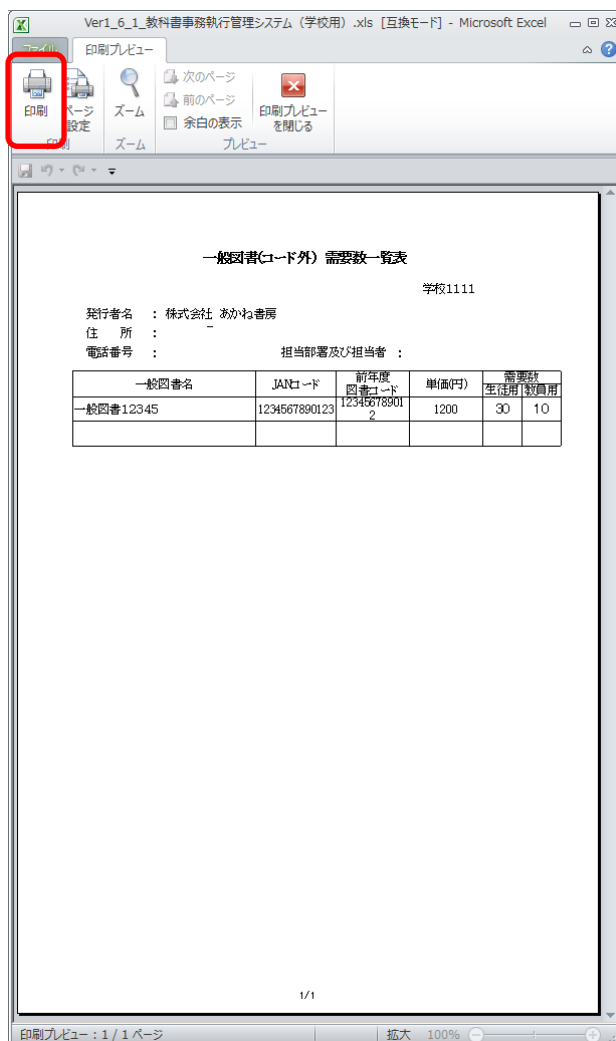 Ver1_6_1_教科書事務執行管理システム（学校用）.xls [互換モード] - Microsoft Excel
ファイル 印刷プレビュー
印刷 ページ設定 ズーム 次のページ 前のページ 余白の表示 印刷プレビューを閉じる
印刷 ズーム プレビュー
一般図書(コード外) 需要数一覧表
学校1111
発行者名 ： 株式会社 あかね書房
住 所 ：
電話番号 ： 担当部署及び担当者 ：
一般図書名 JANコード 前年度図書コード 単価(円) 需要数 生徒用 教員用
一般図書12345 1234567890123 123456789012 1200 30 10
1/1
印刷プレビュー：1 / 1 ページ 拡大 100%